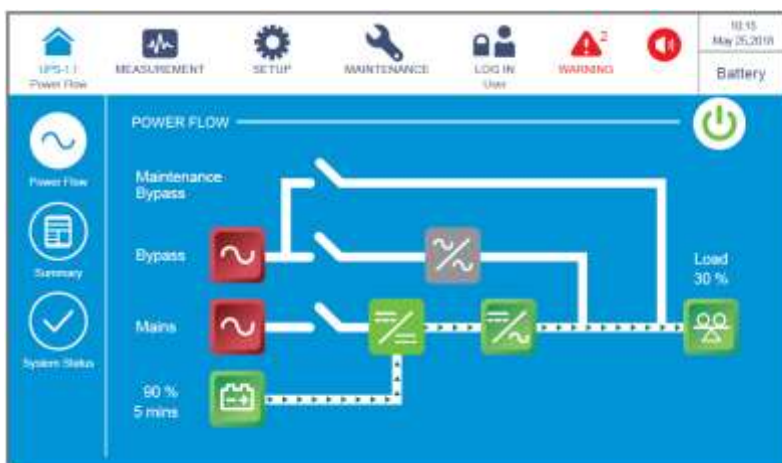 UPS-1.1
Power Flow
MEASUREMENT
SETUP
MAINTENANCE
LOG IN
User
WARNING
2
10:15
May 25,2018
Battery
POWER FLOW
Power Flow
Summary
System Status
Maintenance
Bypass
Bypass
Mains
90 %
5 mins
Load
30 %